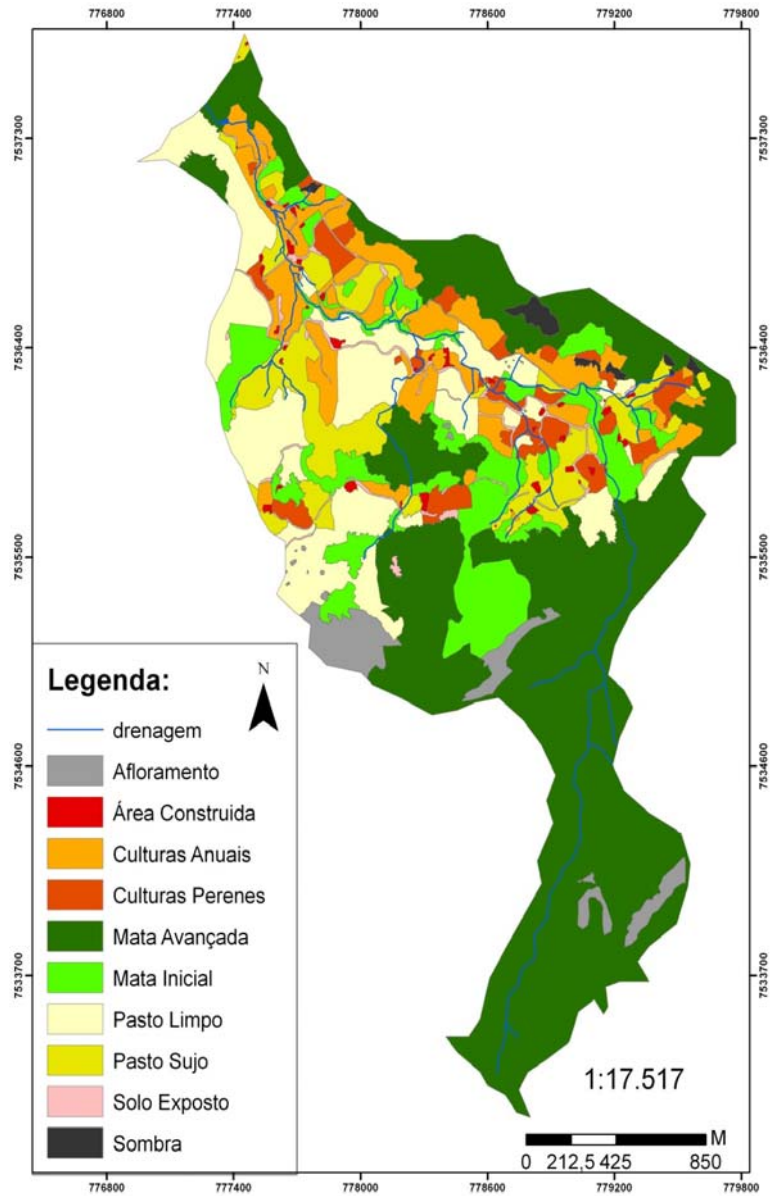 776800 777400 778000 778600 779200 779800
7537300 7537300
7536400 7536400
7535500 7535500
7534600 7534600
7533700 7533700
1
Legenda:
N
drenagem
Afloramento
Área Construida
Culturas Anuais
Culturas Perenes
Mata Avançada
Mata Inicial
Pasto Limpo
Pasto Sujo
Solo Exposto
Sombra
1:17.517
M
0 212,5 425 850
776800 777400 778000 778600 779200 779800